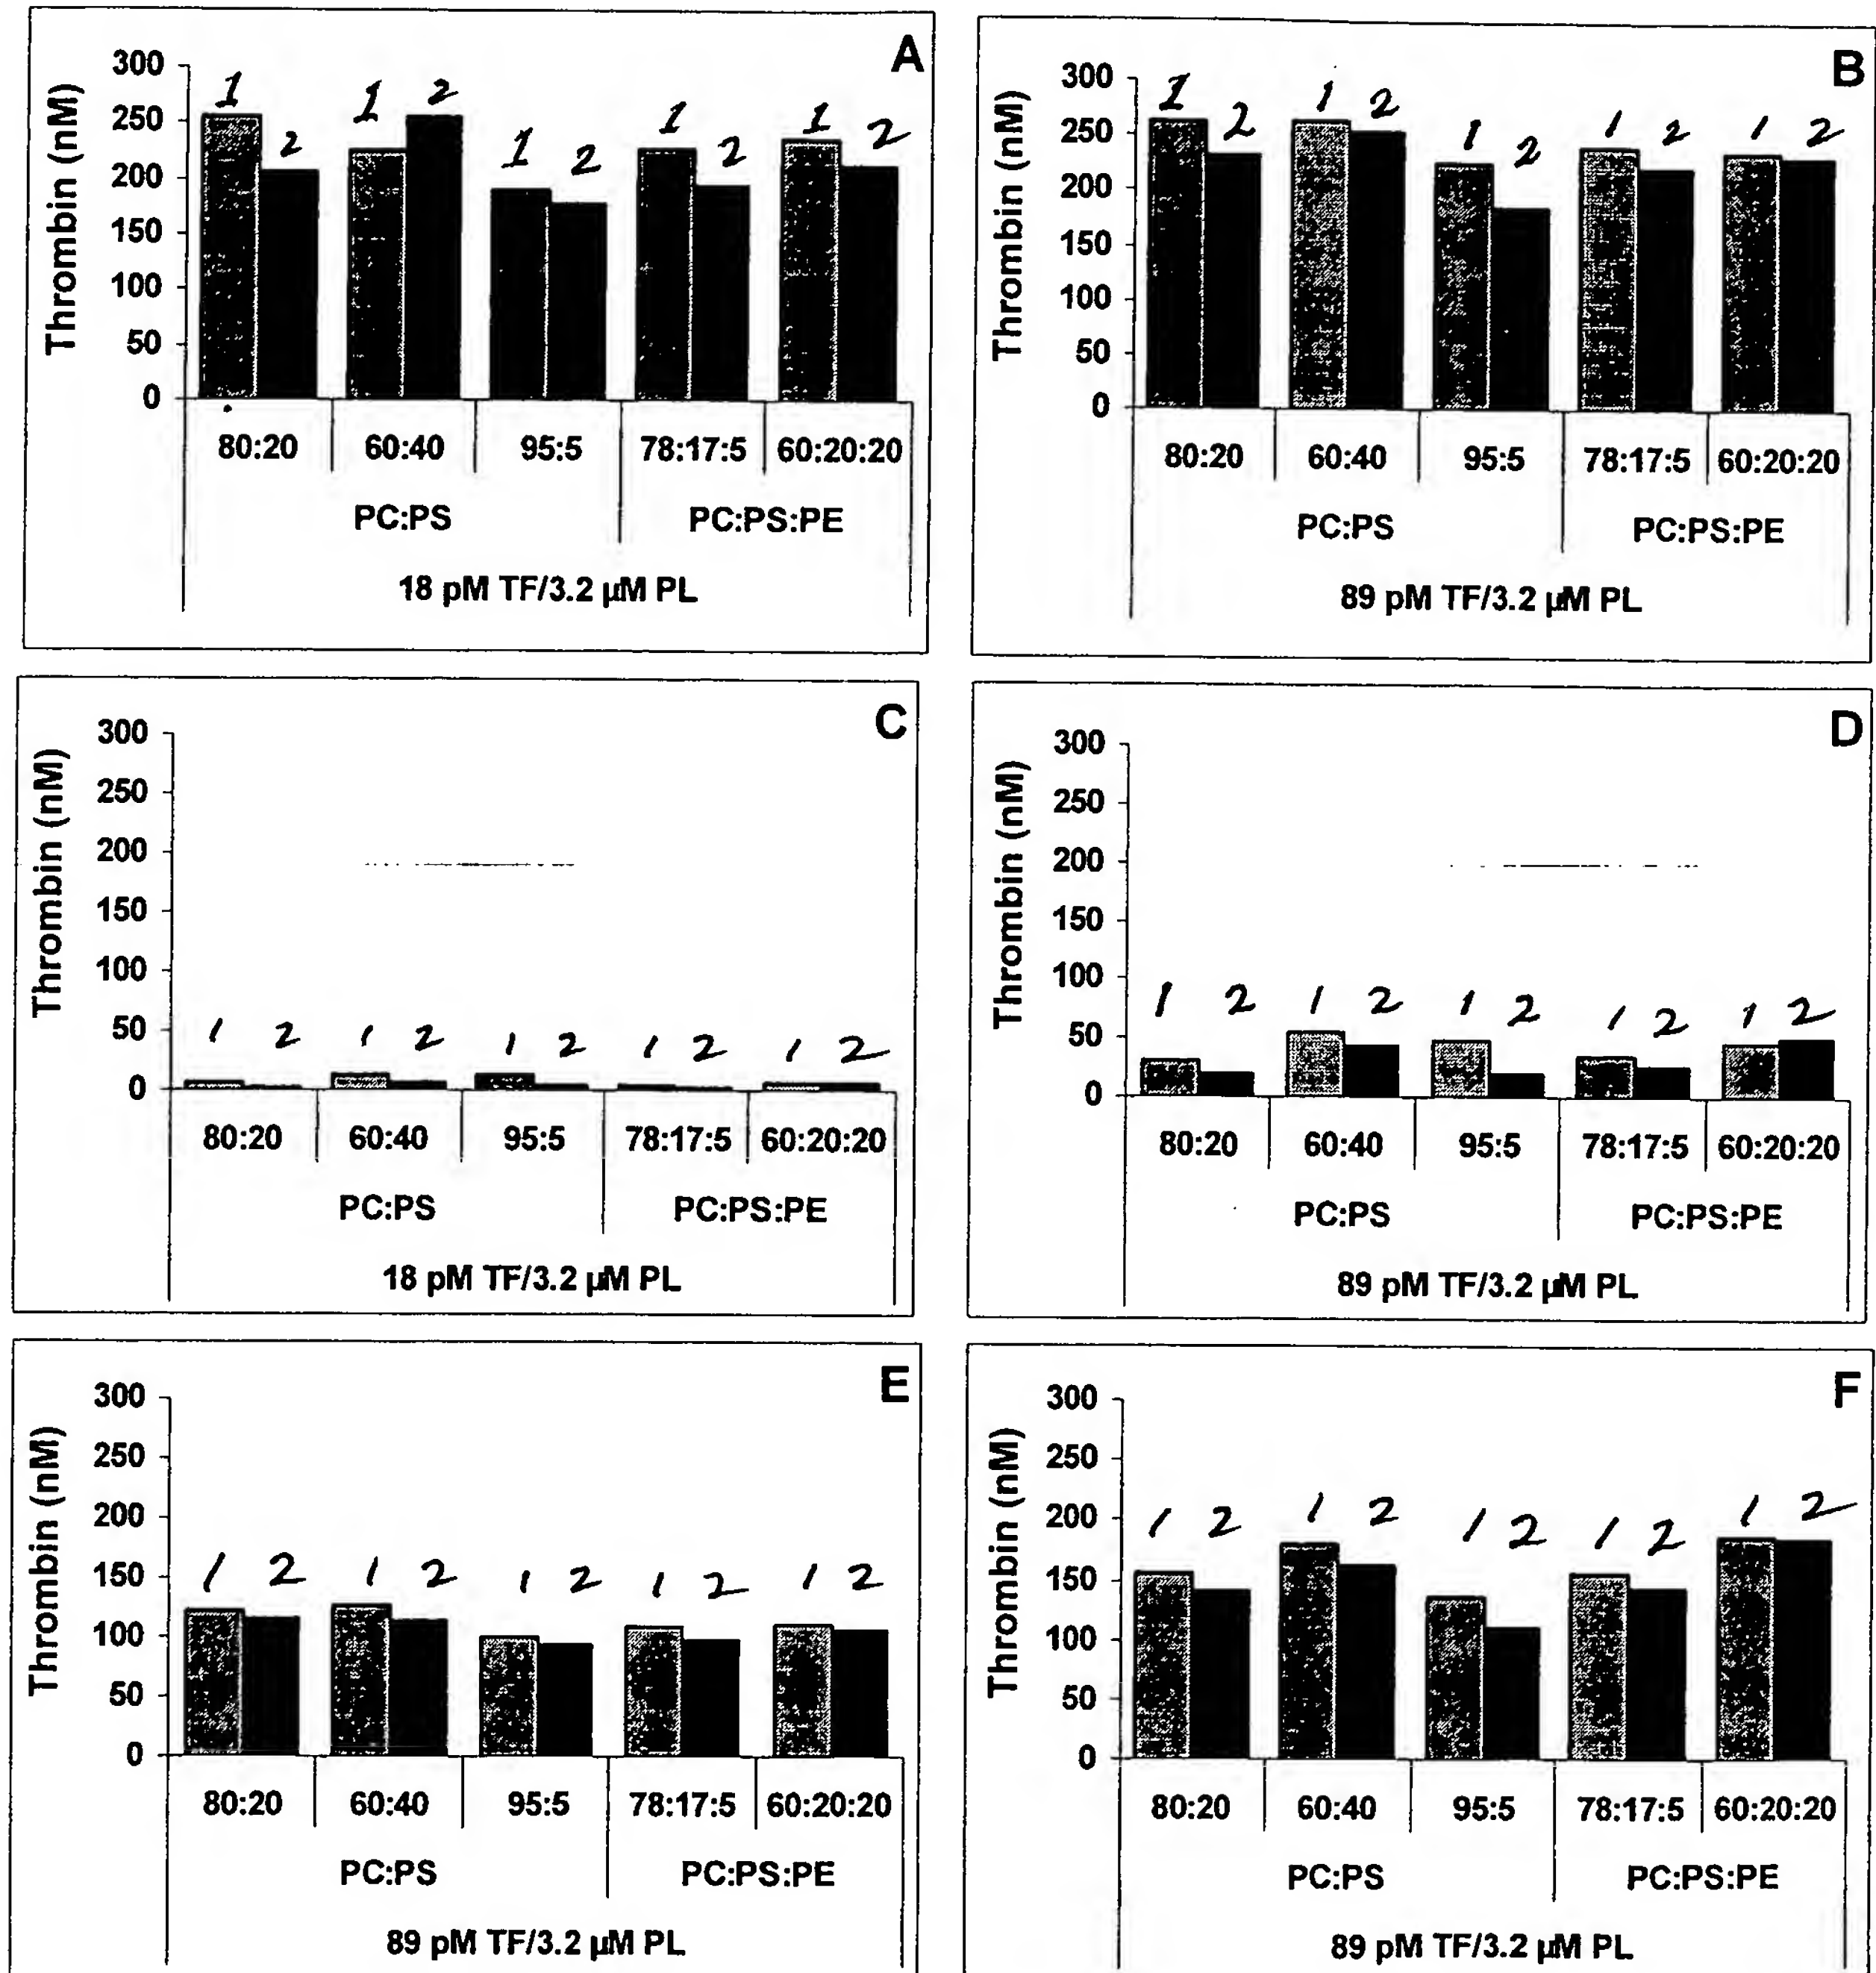 A
Thrombin (nM)
300
250
200
150
100
50
0
1 2 1 2 1 2 1 2 1 2
80:20 60:40 95:5 78:17:5 60:20:20
PC:PS PC:PS:PE
18 pM TF/3.2 µM PL
B
Thrombin (nM)
300
250
200
150
100
50
0
1 2 1 2 1 2 1 2 1 2
80:20 60:40 95:5 78:17:5 60:20:20
PC:PS PC:PS:PE
89 pM TF/3.2 µM PL
C
Thrombin (nM)
300
250
200
150
100
50
0
1 2 1 2 1 2 1 2 1 2
80:20 60:40 95:5 78:17:5 60:20:20
PC:PS PC:PS:PE
18 pM TF/3.2 µM PL
D
Thrombin (nM)
300
250
200
150
100
50
0
1 2 1 2 1 2 1 2 1 2
80:20 60:40 95:5 78:17:5 60:20:20
PC:PS PC:PS:PE
89 pM TF/3.2 µM PL
E
Thrombin (nM)
300
250
200
150
100
50
0
1 2 1 2 1 2 1 2 1 2
80:20 60:40 95:5 78:17:5 60:20:20
PC:PS PC:PS:PE
89 pM TF/3.2 µM PL
F
Thrombin (nM)
300
250
200
150
100
50
0
1 2 1 2 1 2 1 2 1 2
80:20 60:40 95:5 78:17:5 60:20:20
PC:PS PC:PS:PE
89 pM TF/3.2 µM PL